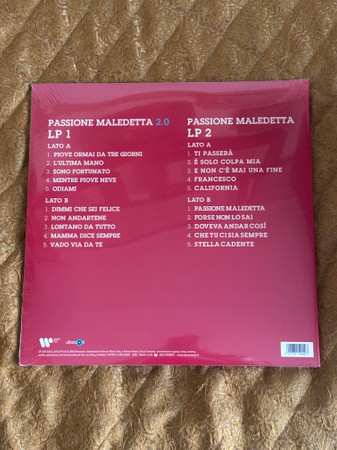 PASSIONE MALEDETTA 2.0
LP 1
LATO A
1. PIOVE ORMAI DA TRE GIORNI
2. L'ULTIMA MANO
3. SONO FORTUNATO
4. MENTRE PIOVE NEVE
5. ODIAMI
LATO B
1. DIMMI CHE SEI FELICE
2. NON ANDARTENE
3. LONTANO DA TUTTO
4. MAMMA DICE SEMPRE
5. VADO VIA DA TE
PASSIONE MALEDETTA
LP 2
LATO A
1. TI PASSERÀ
2. È SOLO COLPA MIA
3. E NON C'È MAI UNA FINE
4. FRANCESCO
5. CALIFORNIA
LATO B
1. PASSIONE MALEDETTA
2. FORSE NON LO SAI
3. DOVEVA ANDAR COSÌ
4. CHE TU CI SIA SEMPRE
5. STELLA CADENTE